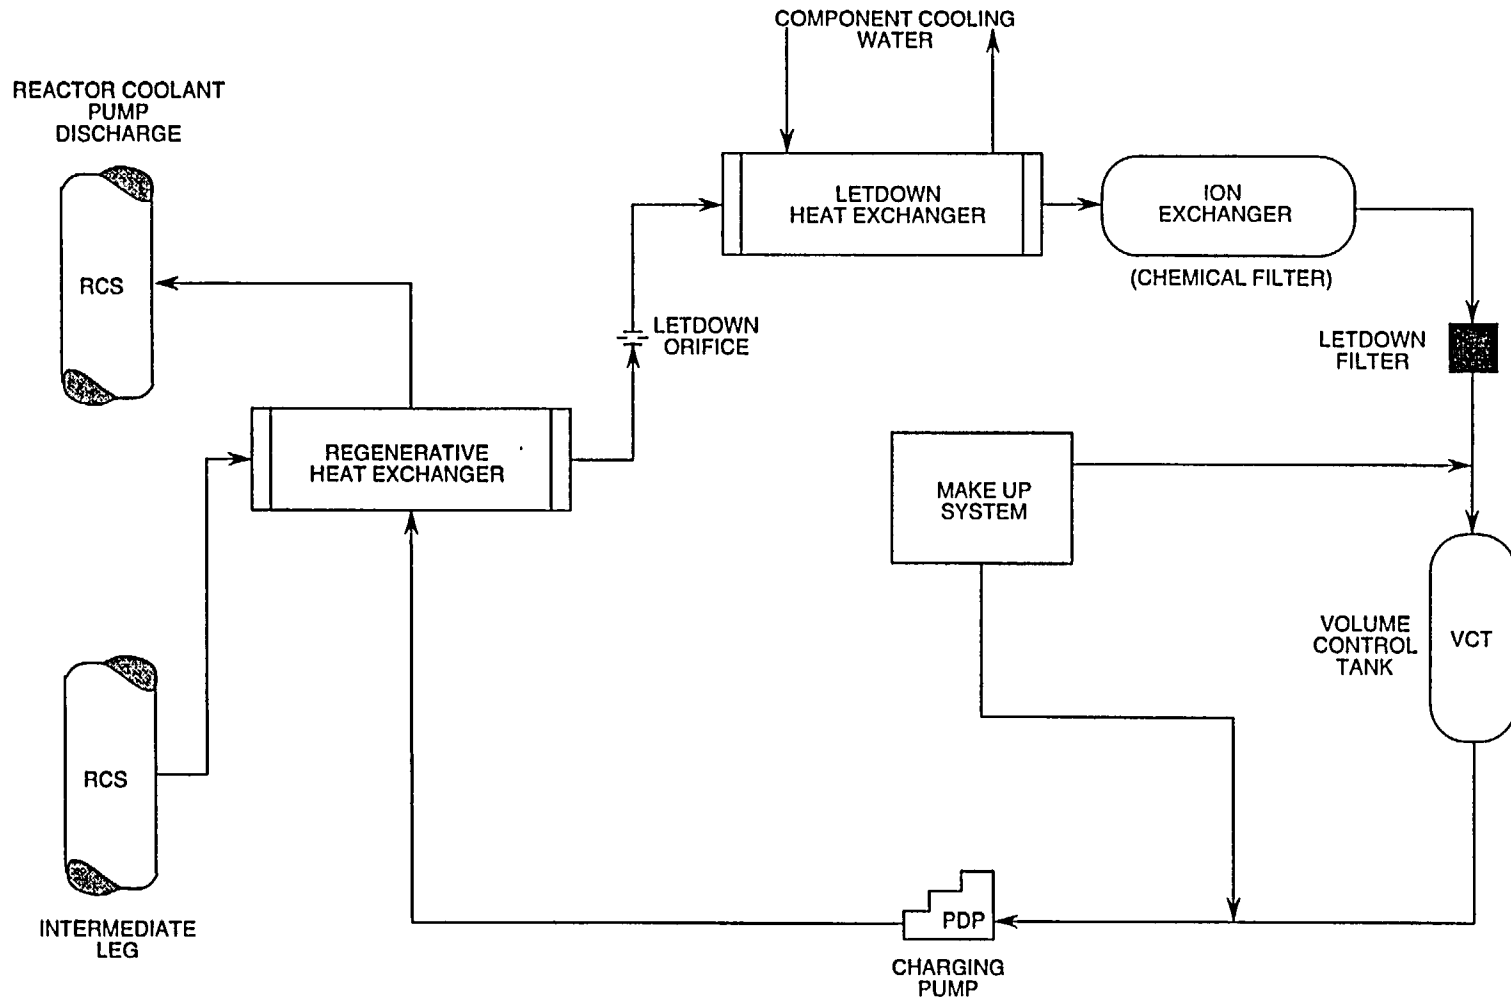 COMPONENT COOLING
WATER
REACTOR COOLANT
PUMP
DISCHARGE
RCS
LETDOWN
HEAT EXCHANGER
ION
EXCHANGER
(CHEMICAL FILTER)
LETDOWN
ORIFICE
LETDOWN
FILTER
REGENERATIVE
HEAT EXCHANGER
MAKE UP
SYSTEM
VOLUME
CONTROL
TANK
VCT
RCS
INTERMEDIATE
LEG
PDP
CHARGING
PUMP